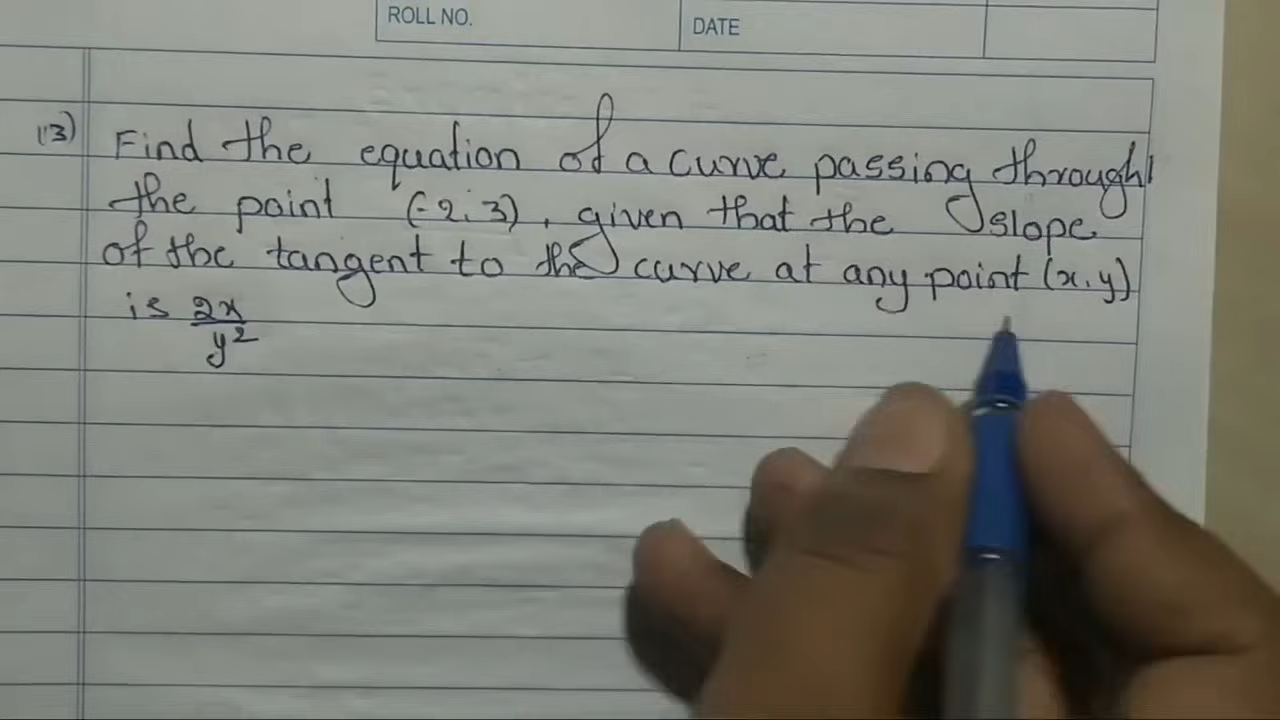 ROLL NO.
DATE
(3) Find the equation of a curve passing through
the point (-2,3), given that the slope
of the tangent to the curve at any point (x,y)
is 2x/y²